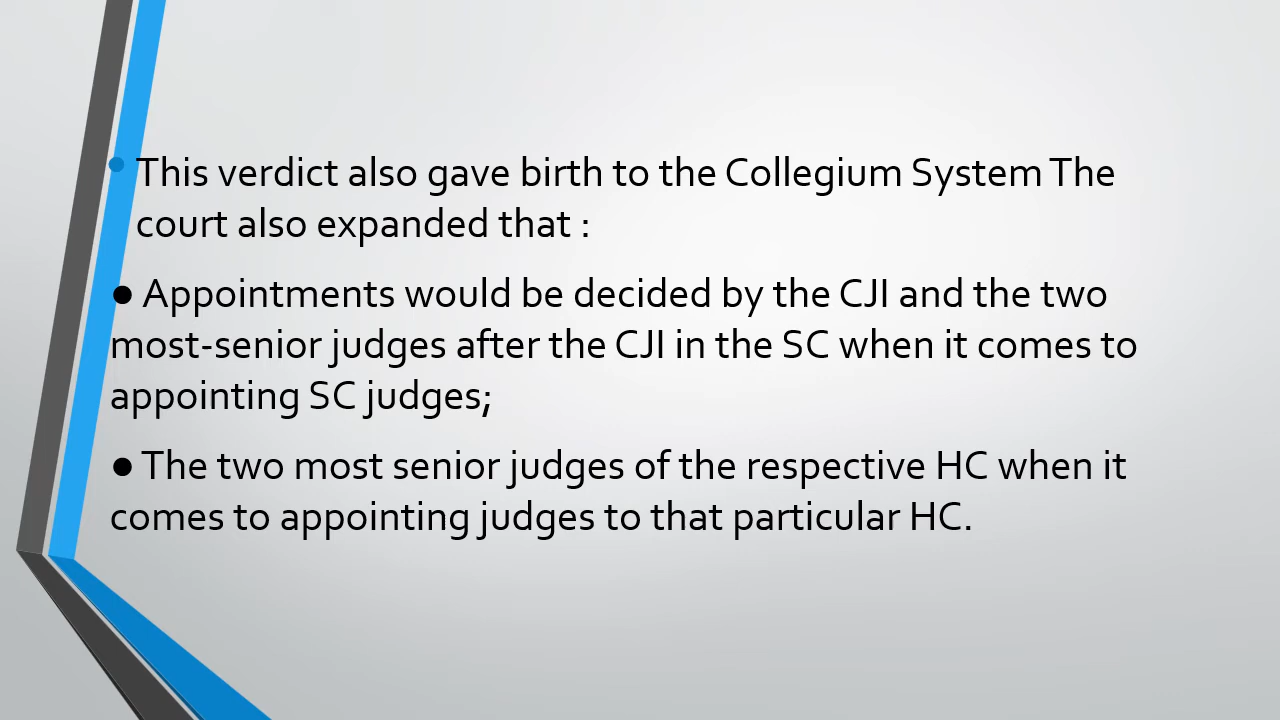 • This verdict also gave birth to the Collegium System The
court also expanded that :
● Appointments would be decided by the CJI and the two
most-senior judges after the CJI in the SC when it comes to
appointing SC judges;
● The two most senior judges of the respective HC when it
comes to appointing judges to that particular HC.